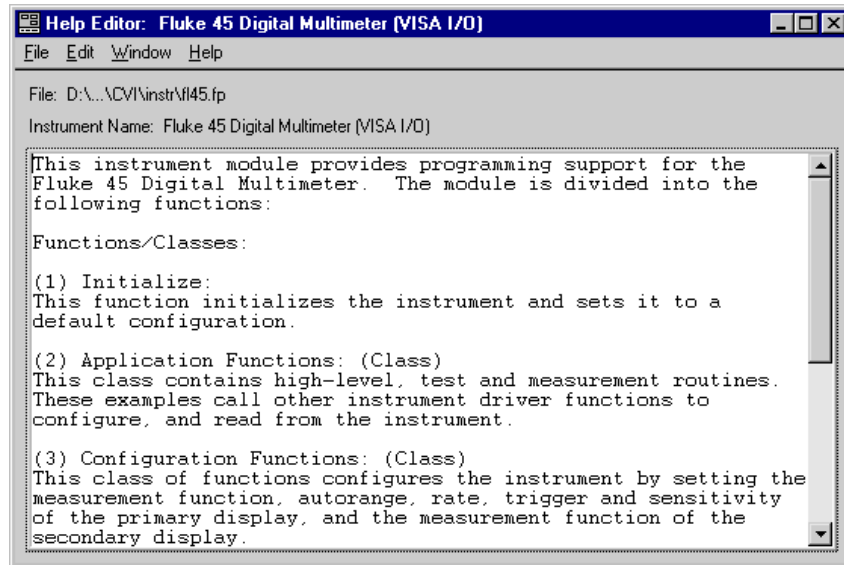 Help Editor: Fluke 45 Digital Multimeter (VISA I/O)
File Edit Window Help
File: D:\...\CVI\instr\fl45.fp
Instrument Name: Fluke 45 Digital Multimeter (VISA I/O)
This instrument module provides programming support for the
Fluke 45 Digital Multimeter. The module is divided into the
following functions:
Functions/Classes:
(1) Initialize:
This function initializes the instrument and sets it to a
default configuration.
(2) Application Functions: (Class)
This class contains high-level, test and measurement routines.
These examples call other instrument driver functions to
configure, and read from the instrument.
(3) Configuration Functions: (Class)
This class of functions configures the instrument by setting the
measurement function, autorange, rate, trigger and sensitivity
of the primary display, and the measurement function of the
secondary display.